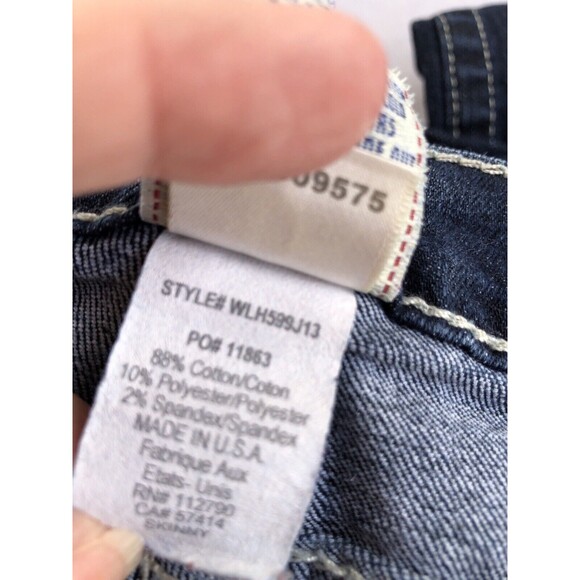 09575
STYLE# WLH599J13
PO# 11863
88% Cotton/Coton
10% Polyester/Polyester
2% Spandex/Spandex
MADE IN U.S.A.
Fabrique Aux
Etats- Unis
RN# 112790
CA# 57414
SKINNY